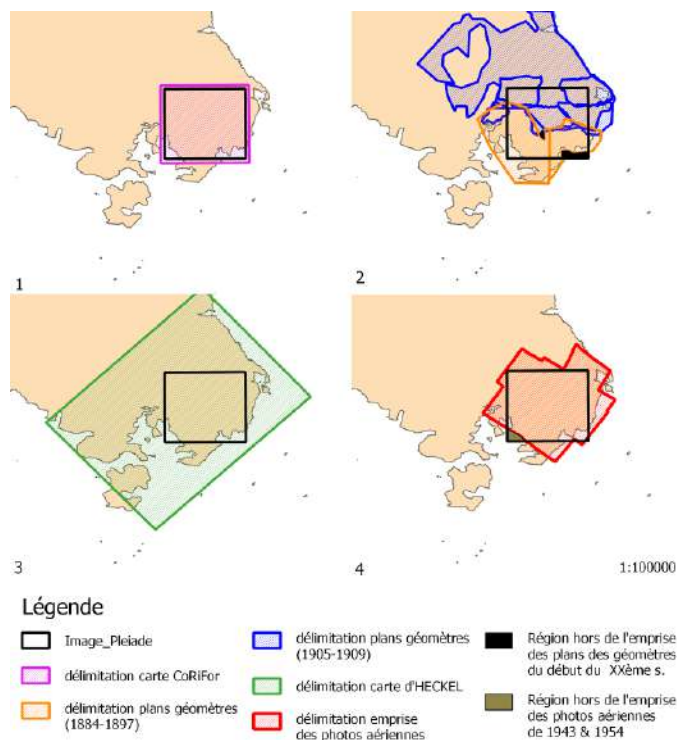 1
2
3
4
1:100000
Légende
Image_Pleiade
délimitation carte CoRiFor
délimitation plans géomètres
(1884-1897)
délimitation plans géomètres
(1905-1909)
délimitation carte d'HECKEL
délimitation emprise
des photos aériennes
Région hors de l'emprise
des plans des géomètres
du début du XXème s.
Région hors de l'emprise
des photos aériennes
de 1943 & 1954